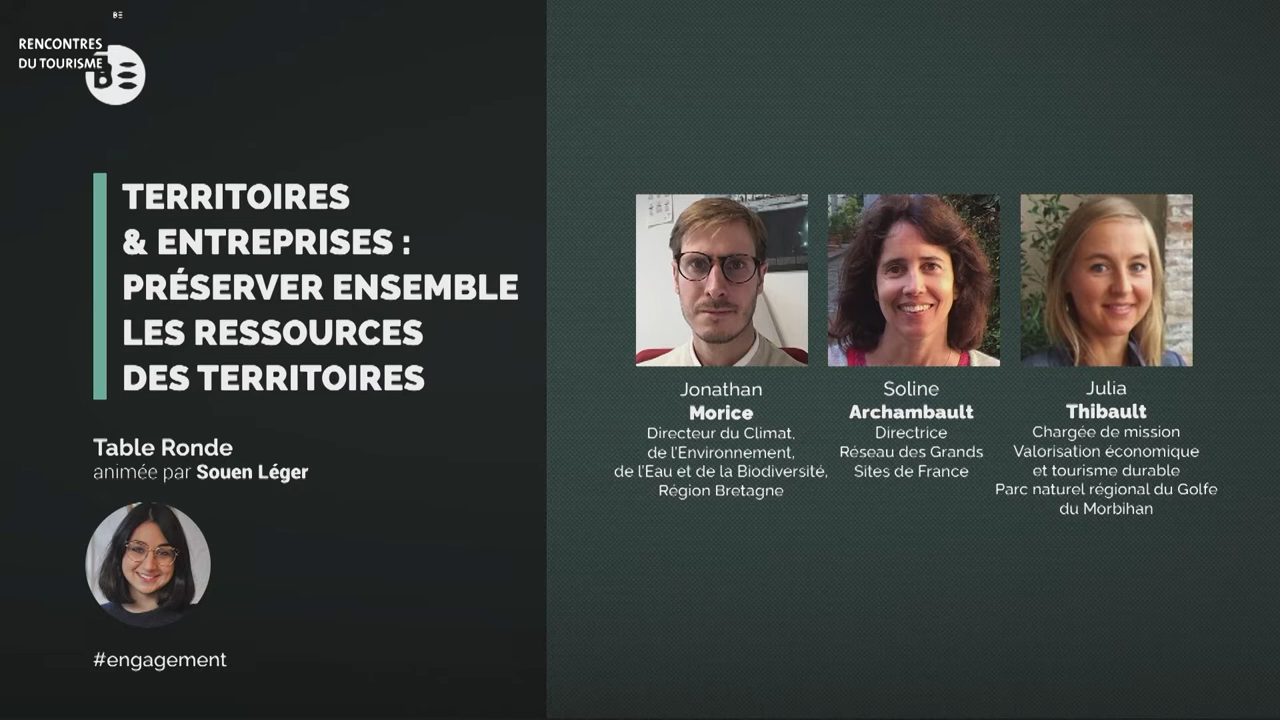 BE
RENCONTRES
DU TOURISME
BE
TERRITOIRES
& ENTREPRISES :
PRÉSERVER ENSEMBLE
LES RESSOURCES
DES TERRITOIRES
Table Ronde
animée par Souen Léger
#engagement
Jonathan
Morice
Directeur du Climat,
de l'Environnement,
de l'Eau et de la Biodiversité,
Région Bretagne
Soline
Archambault
Directrice
Réseau des Grands
Sites de France
Julia
Thibault
Chargée de mission
Valorisation économique
et tourisme durable
Parc naturel régional du Golfe
du Morbihan